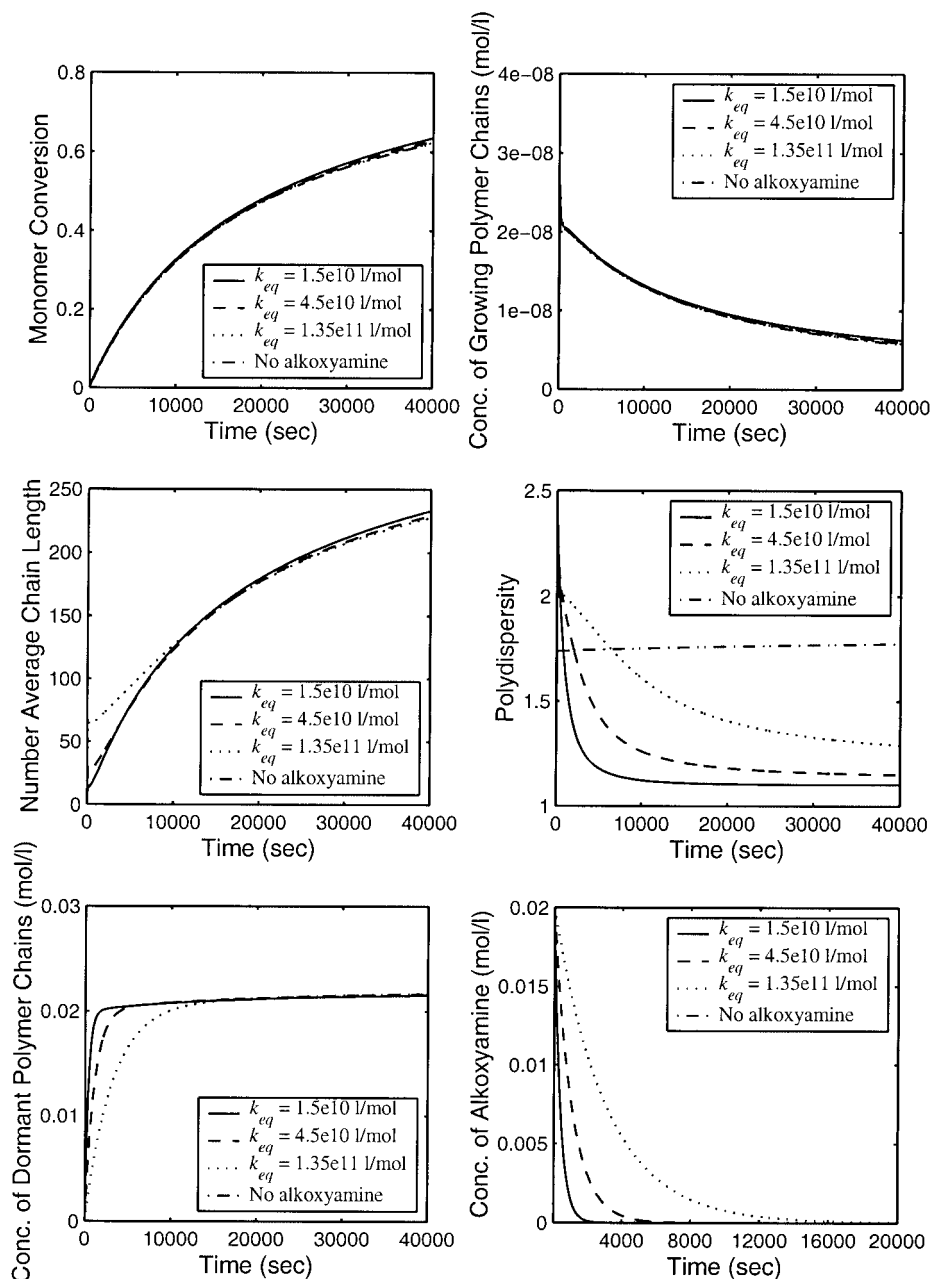 Monomer Conversion
0.8
0.6
0.4
0.2
0
k_eq = 1.5e10 l/mol
k_eq = 4.5e10 l/mol
k_eq = 1.35e11 l/mol
No alkoxyamine
0 10000 20000 30000 40000
Time (sec)
Conc. of Growing Polymer Chains (mol/l)
4e−08
3e−08
2e−08
1e−08
0
k_eq = 1.5e10 l/mol
k_eq = 4.5e10 l/mol
k_eq = 1.35e11 l/mol
No alkoxyamine
0 10000 20000 30000 40000
Time (sec)
Number Average Chain Length
250
200
150
100
50
0
k_eq = 1.5e10 l/mol
k_eq = 4.5e10 l/mol
k_eq = 1.35e11 l/mol
No alkoxyamine
0 10000 20000 30000 40000
Time (sec)
Polydispersity
2.5
2
1.5
1
k_eq = 1.5e10 l/mol
k_eq = 4.5e10 l/mol
k_eq = 1.35e11 l/mol
No alkoxyamine
0 10000 20000 30000 40000
Time (sec)
Conc. of Dormant Polymer Chains (mol/l)
0.03
0.02
0.01
0
k_eq = 1.5e10 l/mol
k_eq = 4.5e10 l/mol
k_eq = 1.35e11 l/mol
No alkoxyamine
0 10000 20000 30000 40000
Time (sec)
Conc. of Alkoxyamine (mol/l)
0.02
0.015
0.01
0.005
0
k_eq = 1.5e10 l/mol
k_eq = 4.5e10 l/mol
k_eq = 1.35e11 l/mol
No alkoxyamine
4000 8000 12000 16000 20000
Time (sec)